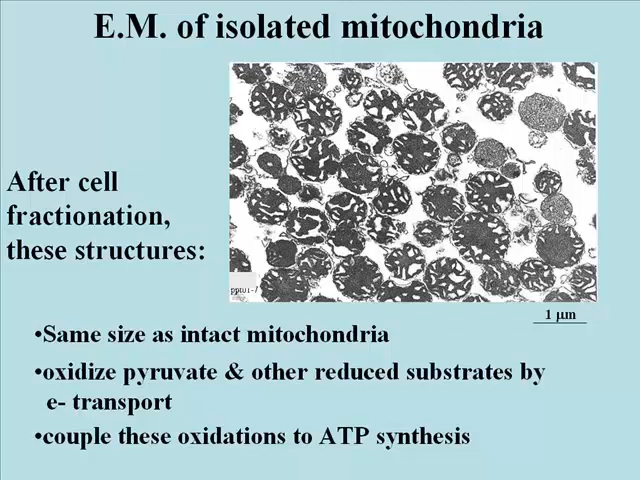 E.M. of isolated mitochondria
After cell
fractionation,
these structures:
1 μm
•Same size as intact mitochondria
•oxidize pyruvate & other reduced substrates by
e- transport
•couple these oxidations to ATP synthesis